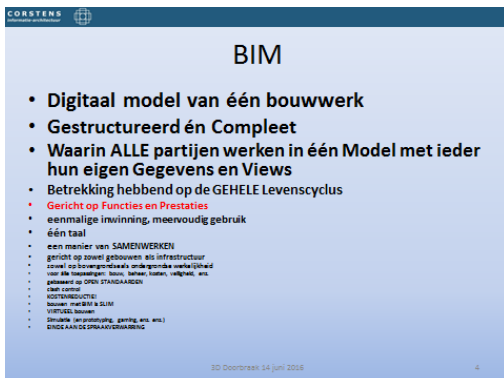 CORSTENS
informatie-architectuur
BIM
• Digitaal model van één bouwwerk
• Gestructureerd én Compleet
• Waarin ALLE partijen werken in één Model met ieder
hun eigen Gegevens en Views
• Betrekking hebbend op de GEHELE Levenscyclus
• Gericht op Functies en Prestaties
• eenmalige inwinning, meervoudig gebruik
• één taal
• een manier van SAMENWERKEN
• gericht op zowel gebouwen als infrastructuur
• zowel op bovengrondse als ondergrondse werkelijkheid
• voor álle toepassingen: bouw, beheer, kosten, veiligheid, enz.
• gebaseerd op OPEN STANDAARDEN
• clash control
• KOSTENREDUCTIE!
• bouwen met BIM is SLIM
• VIRTUEEL bouwen
• Simulatie (en prototyping, gaming, enz. enz.)
• EINDE AAN DE SPRAAKVERWARRING
3D Doorbraak 14 juni 2016
4